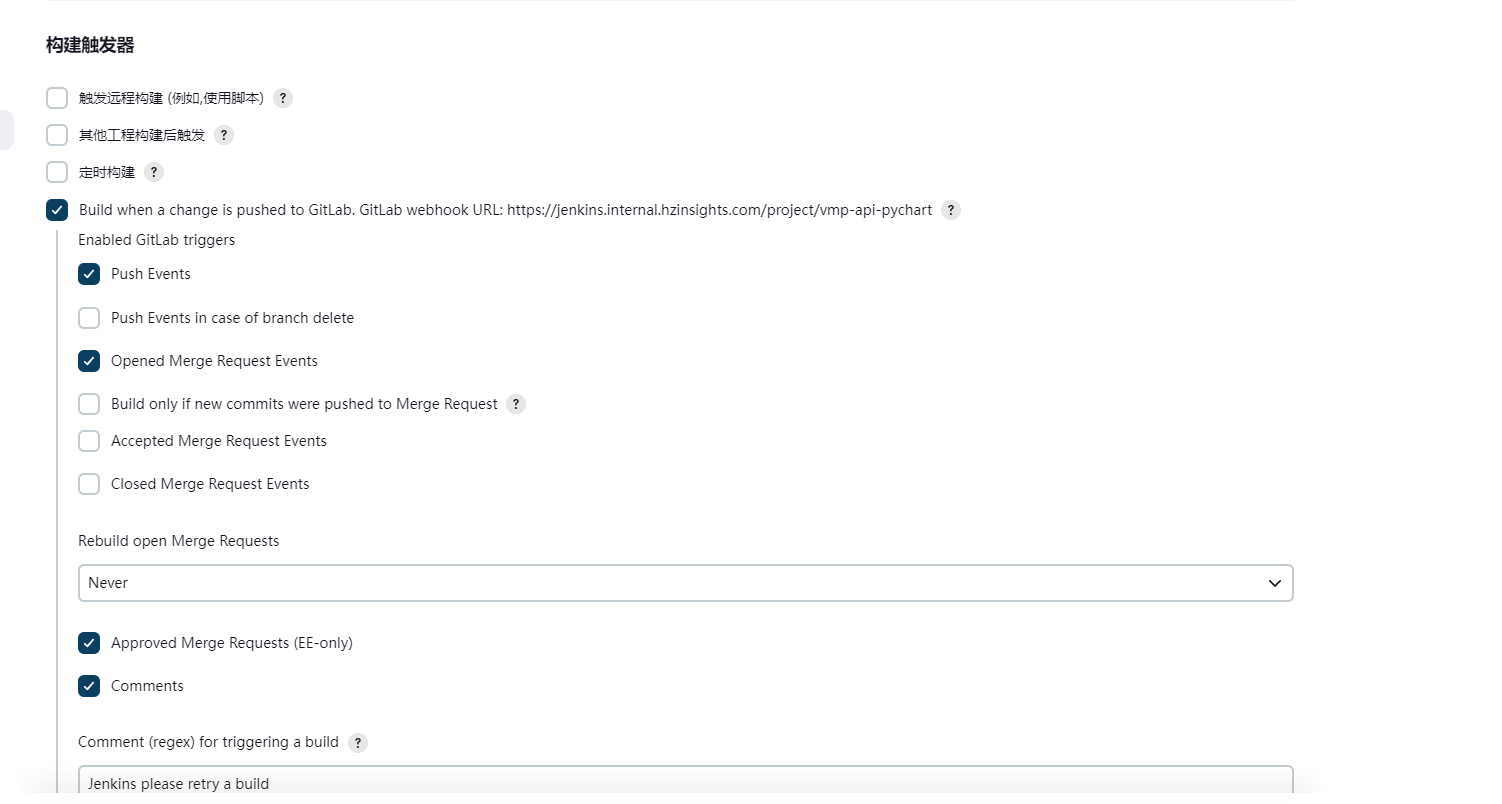 构建触发器
触发远程构建 (例如,使用脚本) ?
其他工程构建后触发 ?
定时构建 ?
Build when a change is pushed to GitLab. GitLab webhook URL: https://jenkins.internal.hzinsights.com/project/vmp-api-pychart ?
Enabled GitLab triggers
Push Events
Push Events in case of branch delete
Opened Merge Request Events
Build only if new commits were pushed to Merge Request ?
Accepted Merge Request Events
Closed Merge Request Events
Rebuild open Merge Requests
Never
Approved Merge Requests (EE-only)
Comments
Comment (regex) for triggering a build ?
Jenkins please retry a build